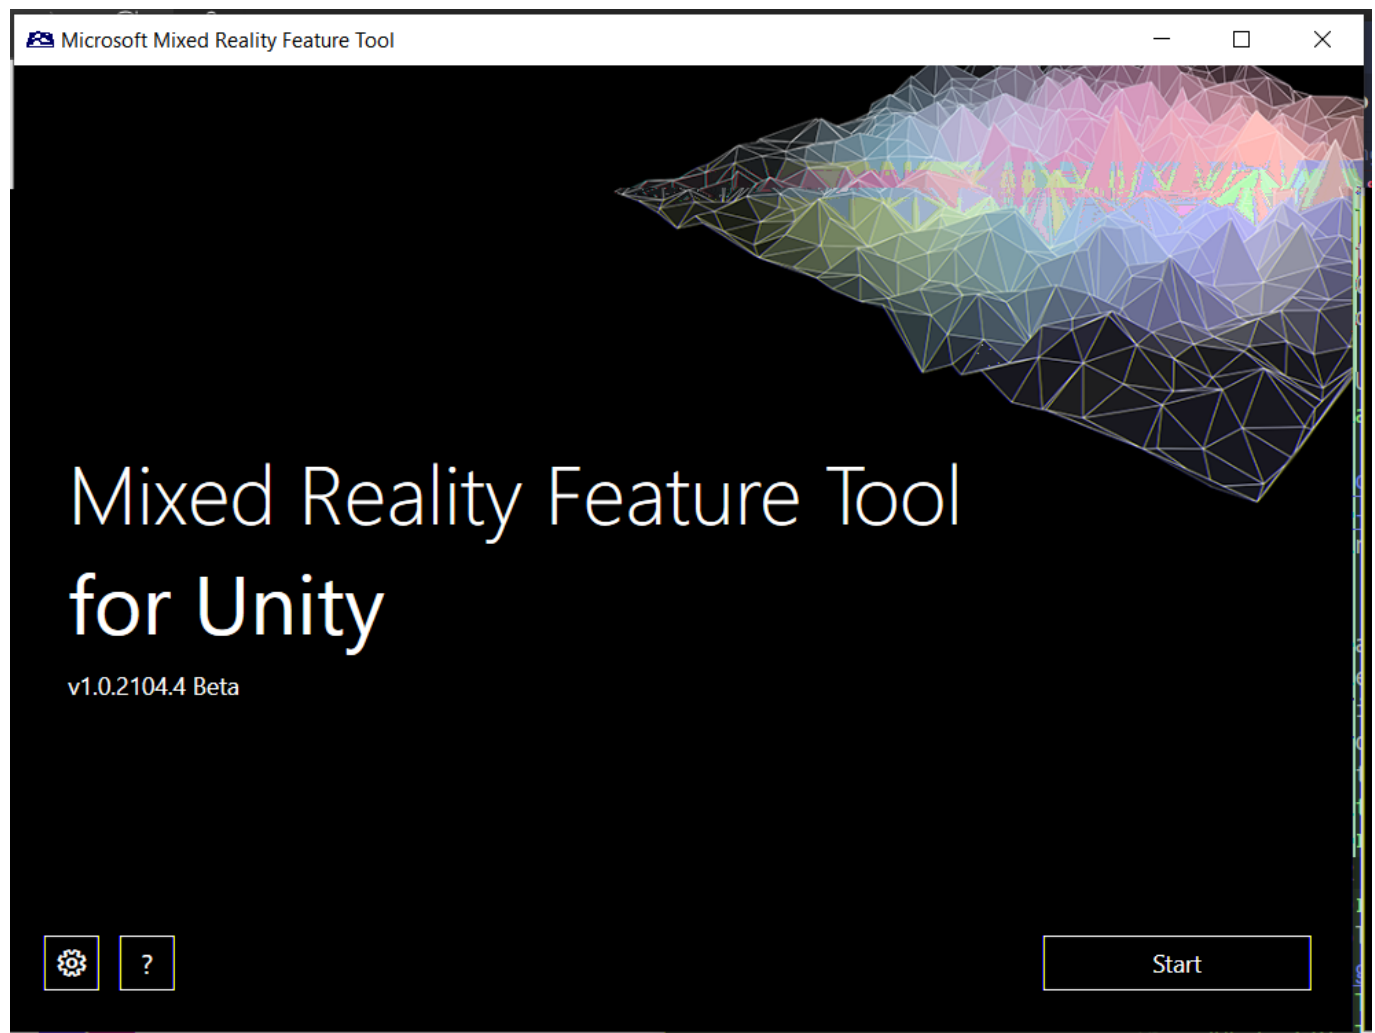 Microsoft Mixed Reality Feature Tool
Mixed Reality Feature Tool
for Unity
v1.0.2104.4 Beta
?
Start